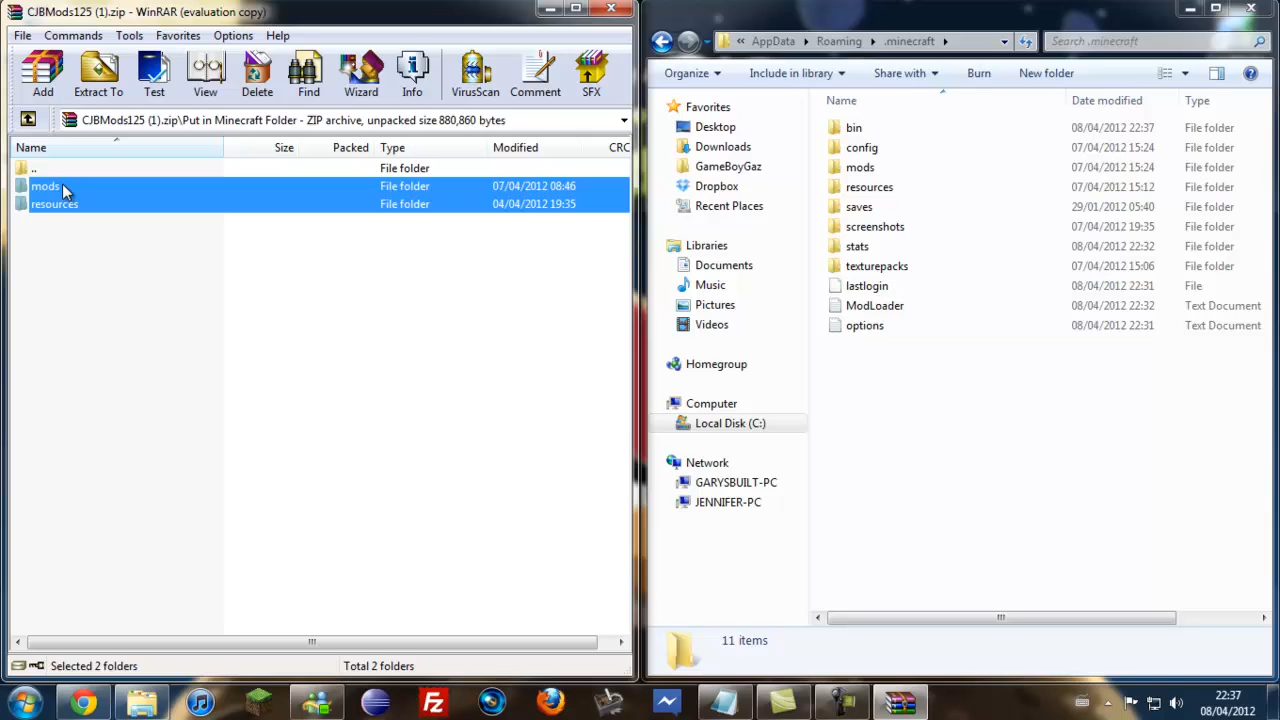 CJBMods125 (1).zip - WinRAR (evaluation copy)
File Commands Tools Favorites Options Help
Add Extract To Test View Delete Find Wizard Info VirusScan Comment SFX
CJBMods125 (1).zip\Put in Minecraft Folder - ZIP archive, unpacked size 880,860 bytes
Name Size Packed Type Modified CRC
.. File folder
mods File folder 07/04/2012 08:46
resources File folder 04/04/2012 19:35
Selected 2 folders Total 2 folders
« AppData Roaming .minecraft Search .minecraft
Organize Include in library Share with Burn New folder
Favorites
Desktop
Downloads
GameBoyGaz
Dropbox
Recent Places
Libraries
Documents
Music
Pictures
Videos
Homegroup
Computer
Local Disk (C:)
Network
GARYSBUILT-PC
JENNIFER-PC
Name Date modified Type
bin 08/04/2012 22:37 File folder
config 07/04/2012 15:24 File folder
mods 07/04/2012 15:24 File folder
resources 07/04/2012 15:12 File folder
saves 29/01/2012 05:40 File folder
screenshots 07/04/2012 19:35 File folder
stats 08/04/2012 22:32 File folder
texturepacks 07/04/2012 15:06 File folder
lastlogin 08/04/2012 22:31 File
ModLoader 08/04/2012 22:32 Text Document
options 08/04/2012 22:31 Text Document
11 items
22:37
08/04/2012